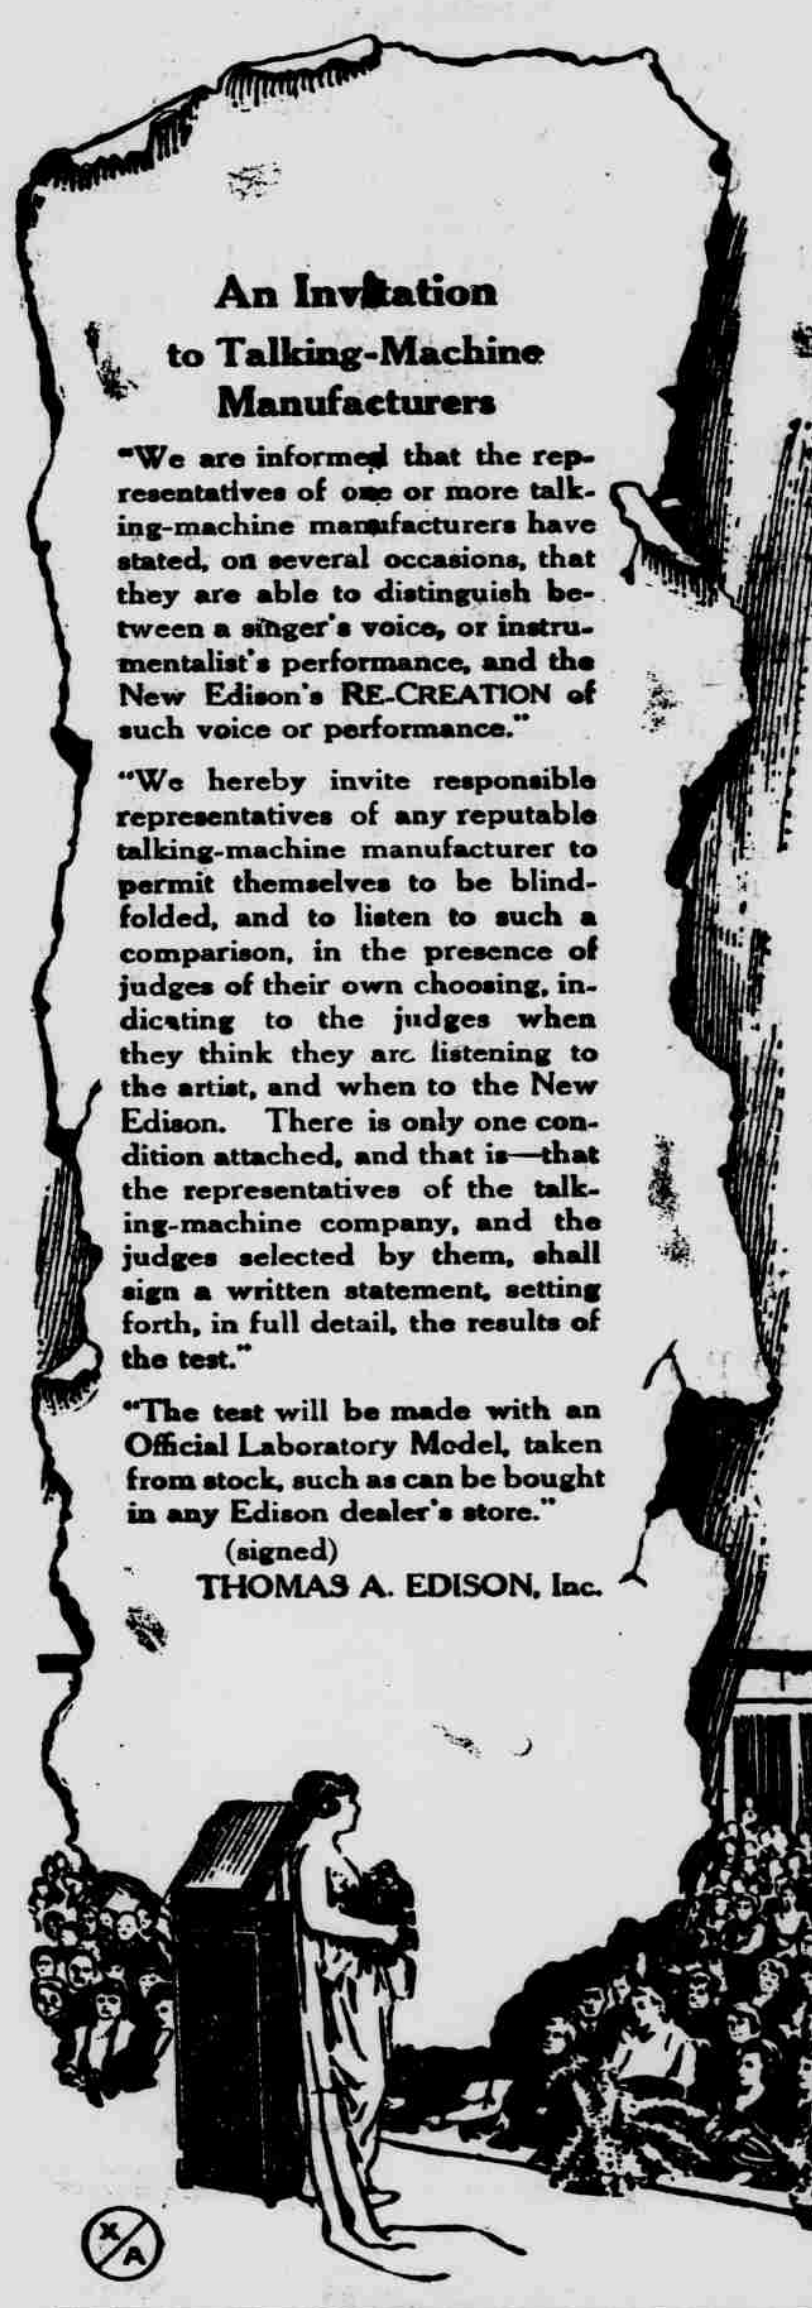 An Invitation
to Talking-Machine
Manufacturers
"We are informed that the rep-
resentatives of one or more talk-
ing-machine manufacturers have
stated, on several occasions, that
they are able to distinguish be-
tween a singer's voice, or instru-
mentalist's performance, and the
New Edison's RE-CREATION of
such voice or performance."
"We hereby invite responsible
representatives of any reputable
talking-machine manufacturer to
permit themselves to be blind-
folded, and to listen to such a
comparison, in the presence of
judges of their own choosing, in-
dicating to the judges when
they think they are listening to
the artist, and when to the New
Edison. There is only one con-
dition attached, and that is—that
the representatives of the talk-
ing-machine company, and the
judges selected by them, shall
sign a written statement, setting
forth, in full detail, the results of
the test."
"The test will be made with an
Official Laboratory Model, taken
from stock, such as can be bought
in any Edison dealer's store."
(signed)
THOMAS A. EDISON, Inc.
X/A